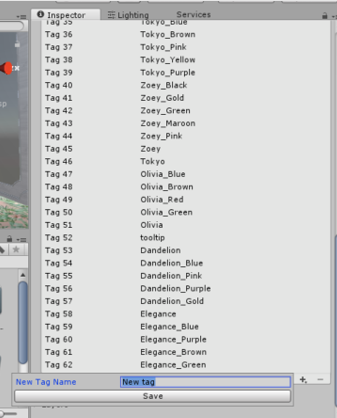 Inspector Lighting Services
Tag 35 Tokyo_Blue
Tag 36 Tokyo_Brown
Tag 37 Tokyo_Pink
Tag 38 Tokyo_Yellow
Tag 39 Tokyo_Purple
Tag 40 Zoey_Black
Tag 41 Zoey_Gold
Tag 42 Zoey_Green
Tag 43 Zoey_Maroon
Tag 44 Zoey_Pink
Tag 45 Zoey
Tag 46 Tokyo
Tag 47 Olivia_Blue
Tag 48 Olivia_Brown
Tag 49 Olivia_Red
Tag 50 Olivia_Green
Tag 51 Olivia
Tag 52 tooltip
Tag 53 Dandelion
Tag 54 Dandelion_Blue
Tag 55 Dandelion_Pink
Tag 56 Dandelion_Purple
Tag 57 Dandelion_Gold
Tag 58 Elegance
Tag 59 Elegance_Blue
Tag 60 Elegance_Purple
Tag 61 Elegance_Brown
Tag 62 Elegance_Green
New Tag Name New tag
Save